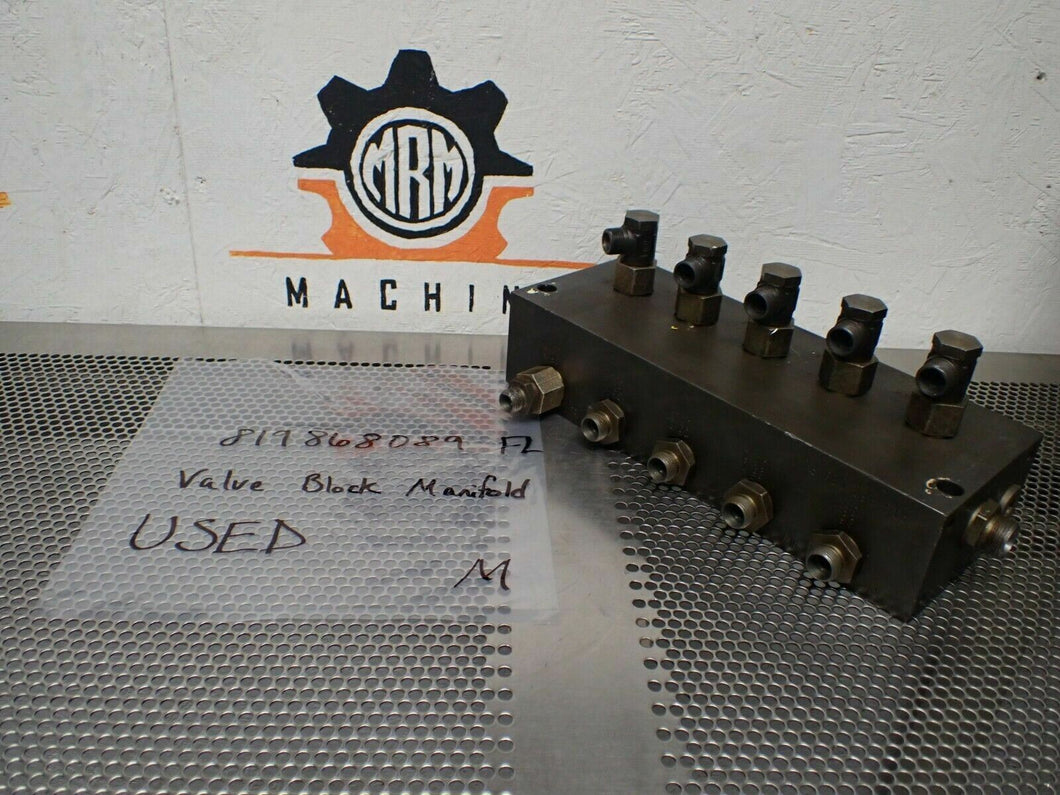 MRM
MACHIN
819868089 FL
Valve Block Manifold
USED
M